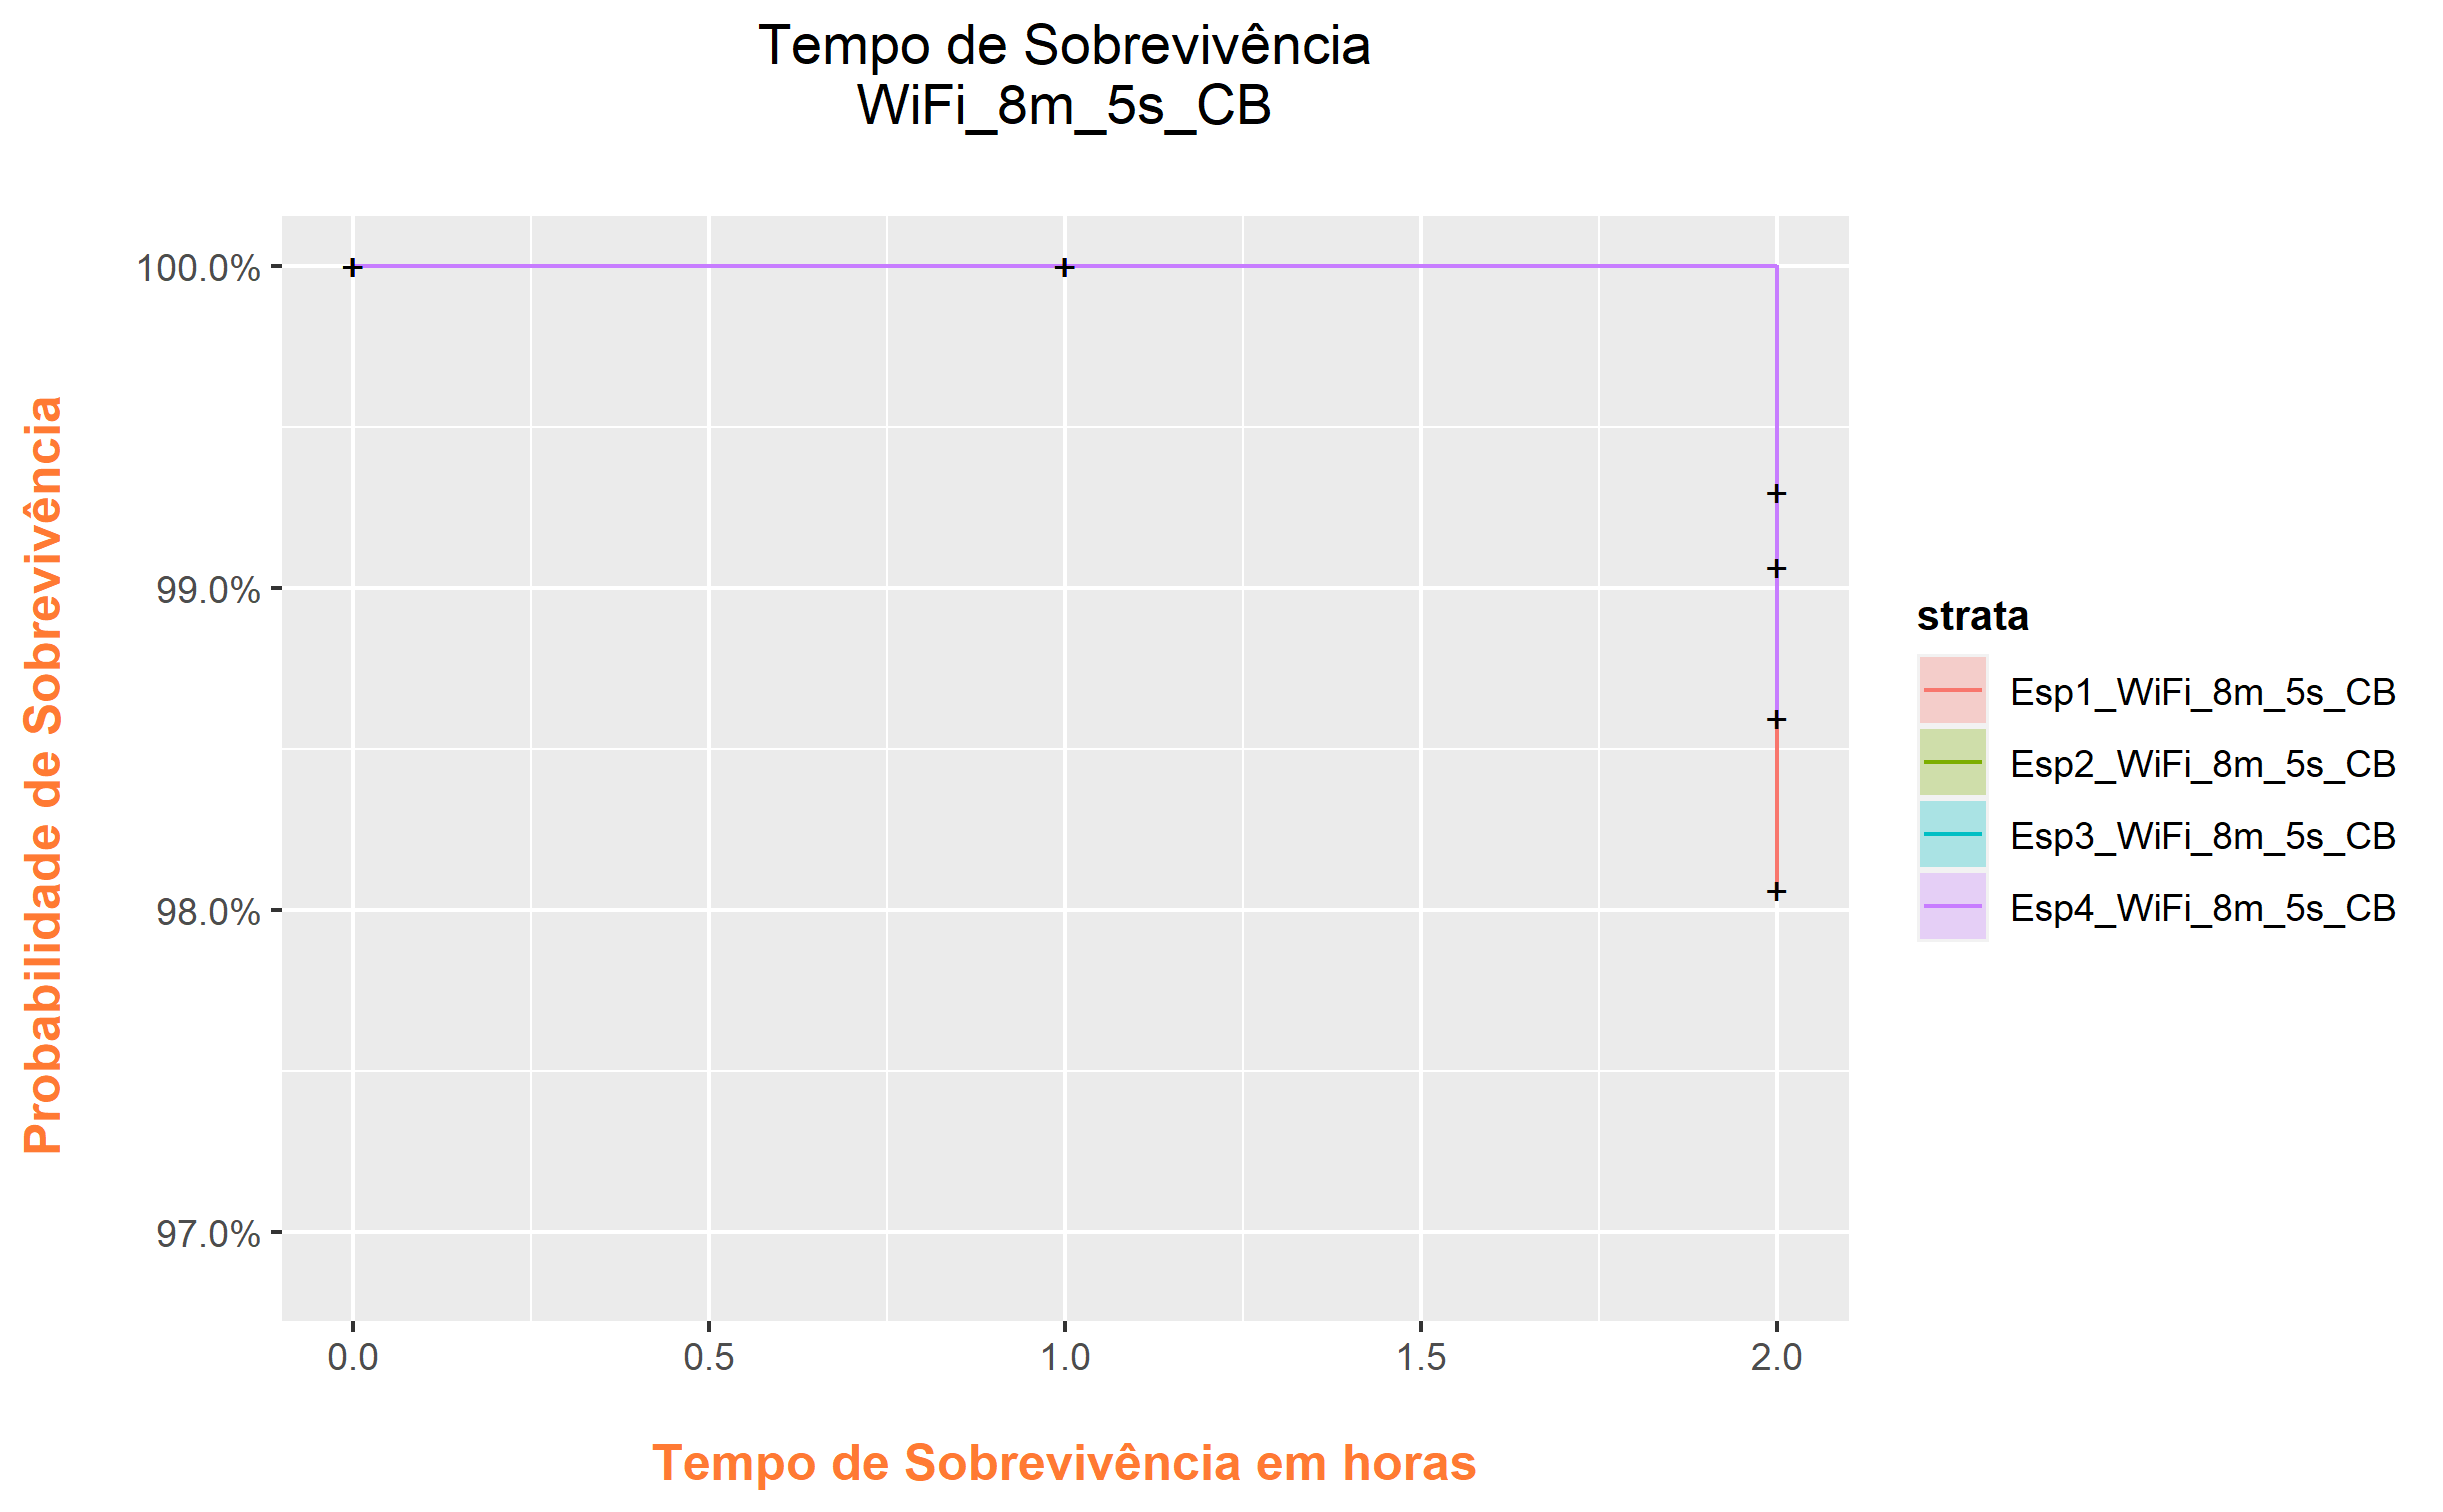 Tempo de Sobrevivência
WiFi_8m_5s_CB
Probabilidade de Sobrevivência
100.0%
99.0%
98.0%
97.0%
0.0 0.5 1.0 1.5 2.0
Tempo de Sobrevivência em horas
strata
Esp1_WiFi_8m_5s_CB
Esp2_WiFi_8m_5s_CB
Esp3_WiFi_8m_5s_CB
Esp4_WiFi_8m_5s_CB